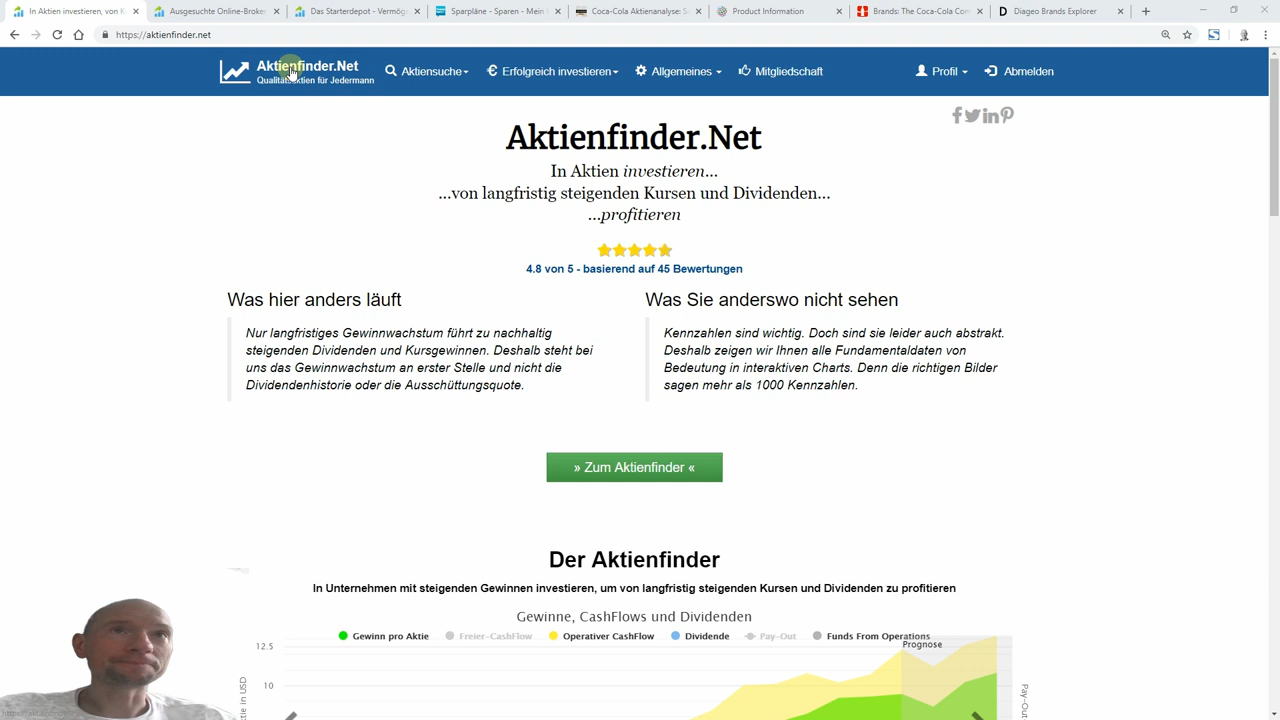 In Aktien investieren, von K
Ausgesuchte Online-Broker
Das Starterdepot - Vermög
Sparpläne - Sparen - Mein
Coca-Cola Aktienanalyse: S
Product Information
Brands: The Coca-Cola Com
Diageo Brands Explorer
https://aktienfinder.net
Aktienfinder.Net
Qualitätsaktien für Jedermann
Aktiensuche
Erfolgreich investieren
Allgemeines
Mitgliedschaft
Profil
Abmelden
Aktienfinder.Net
In Aktien investieren...
...von langfristig steigenden Kursen und Dividenden...
...profitieren
4.8 von 5 - basierend auf 45 Bewertungen
Was hier anders läuft
Nur langfristiges Gewinnwachstum führt zu nachhaltig
steigenden Dividenden und Kursgewinnen. Deshalb steht bei
uns das Gewinnwachstum an erster Stelle und nicht die
Dividendenhistorie oder die Ausschüttungsquote.
Was Sie anderswo nicht sehen
Kennzahlen sind wichtig. Doch sind sie leider auch abstrakt.
Deshalb zeigen wir Ihnen alle Fundamentaldaten von
Bedeutung in interaktiven Charts. Denn die richtigen Bilder
sagen mehr als 1000 Kennzahlen.
» Zum Aktienfinder «
Der Aktienfinder
In Unternehmen mit steigenden Gewinnen investieren, um von langfristig steigenden Kursen und Dividenden zu profitieren
Gewinne, CashFlows und Dividenden
Gewinn pro Aktie
Freier-CashFlow
Operativer CashFlow
Dividende
Pay-Out
Funds From Operations
Prognose
12.5
10
tie in USD
Pay-Out